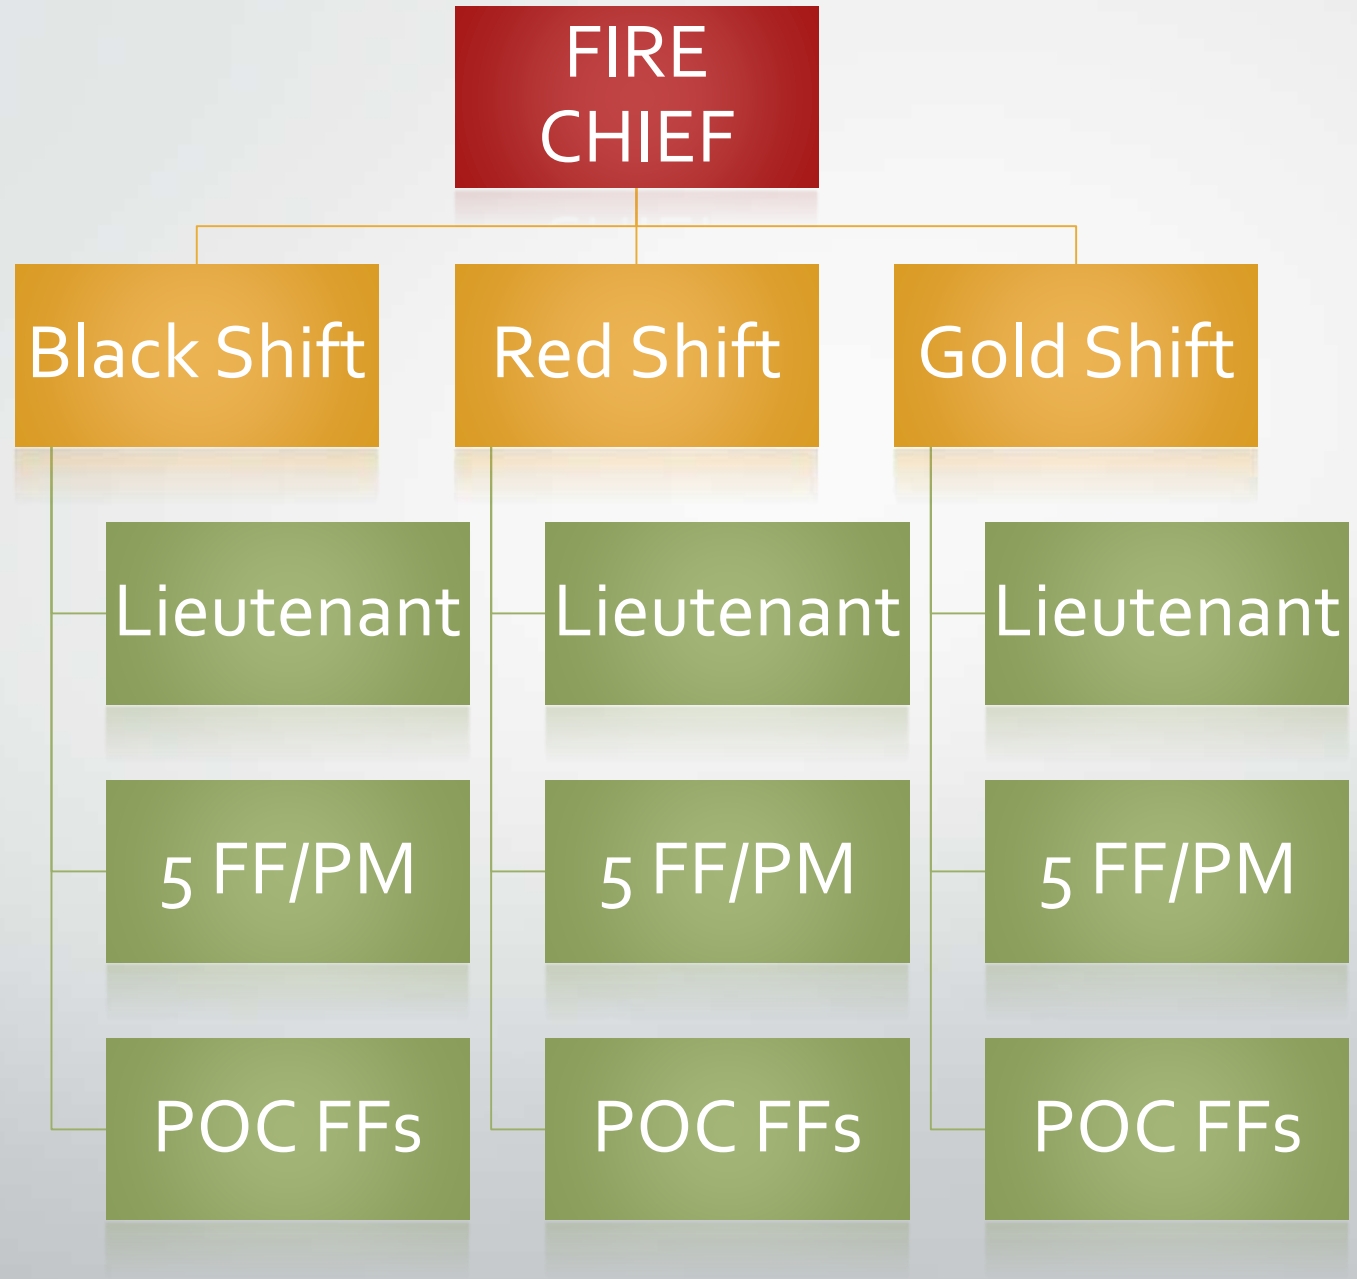 FIRE
CHIEF
Black Shift
Red Shift
Gold Shift
Lieutenant
Lieutenant
Lieutenant
5 FF/PM
5 FF/PM
5 FF/PM
POC FFs
POC FFs
POC FFs